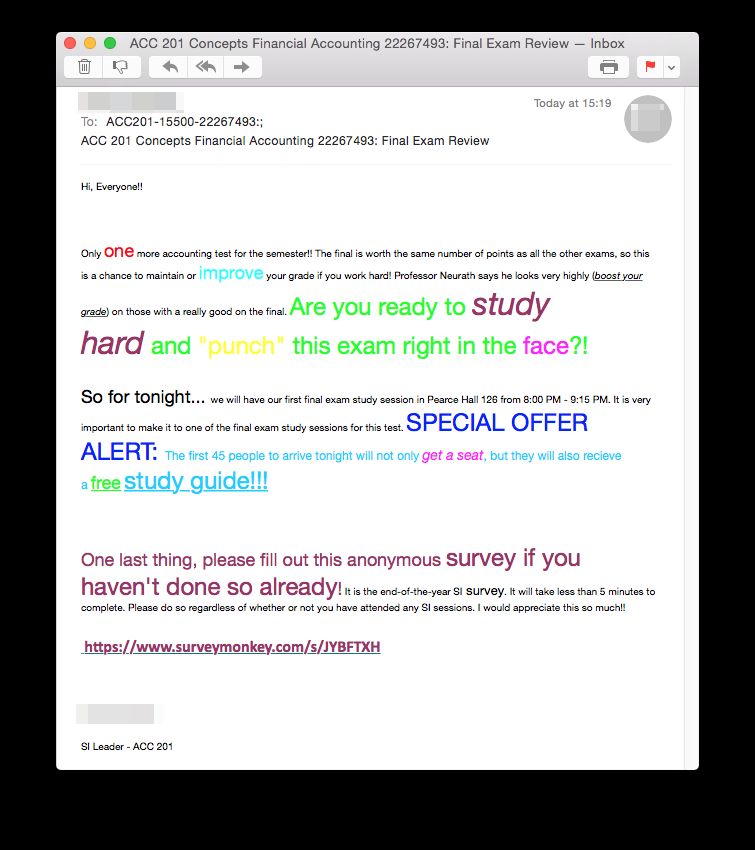 ACC 201 Concepts Financial Accounting 22267493: Final Exam Review — Inbox
Today at 15:19
To: ACC201-15500-22267493:;
ACC 201 Concepts Financial Accounting 22267493: Final Exam Review
Hi, Everyone!!
Only one more accounting test for the semester!! The final is worth the same number of points as all the other exams, so this
is a chance to maintain or improve your grade if you work hard! Professor Neurath says he looks very highly (boost your
grade) on those with a really good on the final. Are you ready to study
hard and "punch" this exam right in the face?!
So for tonight... we will have our first final exam study session in Pearce Hall 126 from 8:00 PM - 9:15 PM. It is very
important to make it to one of the final exam study sessions for this test. SPECIAL OFFER
ALERT: The first 45 people to arrive tonight will not only get a seat, but they will also recieve
a free study guide!!!
One last thing, please fill out this anonymous survey if you
haven't done so already! It is the end-of-the-year SI survey. It will take less than 5 minutes to
complete. Please do so regardless of whether or not you have attended any SI sessions. I would appreciate this so much!!
https://www.surveymonkey.com/s/JYBFTXH
SI Leader - ACC 201